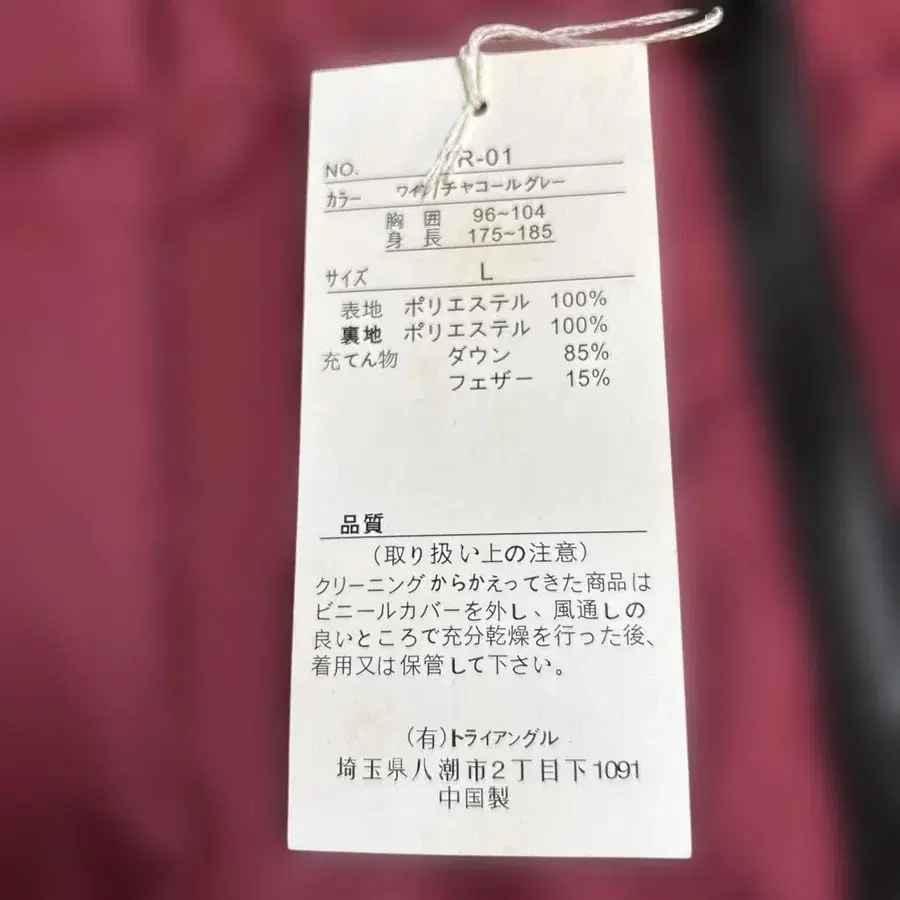 NO. R-01
カラー ワイン/チャコールグレー
胸囲 96~104
身長 175~185
サイズ L
表地 ポリエステル 100%
裏地 ポリエステル 100%
充てん物 ダウン 85%
フェザー 15%
品質
(取り扱い上の注意)
クリーニングからかえってきた商品は
ビニールカバーを外し、風通しの
良いところで充分乾燥を行った後、
着用又は保管して下さい。
(有)トライアングル
埼玉県八潮市2丁目下1091
中国製